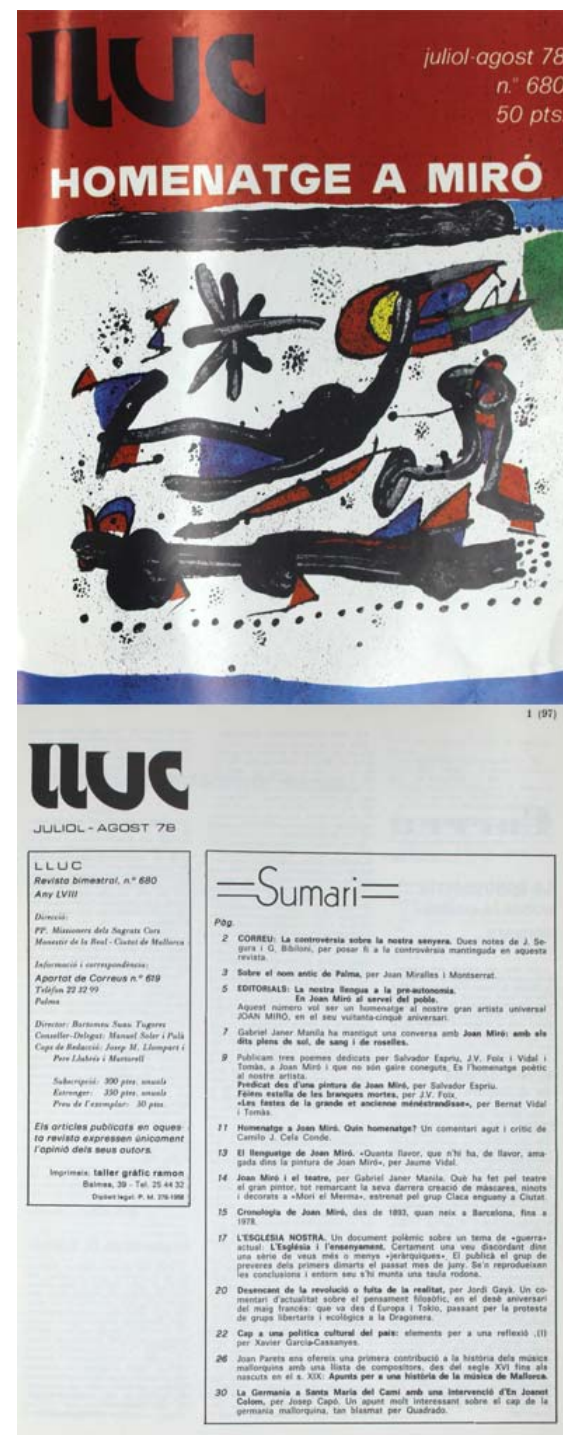 lluc
juliol-agost 78
n.º 680
50 pts.
HOMENATGE A MIRÓ
1 (97)
lluc
JULIOL - AGOST 78
LLUC
Revista bimestral, n.º 680
Any LVIII
Direcció:
PP. Missioners dels Sagrats Cors
Monestir de la Real - Ciutat de Mallorca
Informació i correspondència:
Apartat de Correus n.º 619
Telèfon 22 32 99
Palma
Director: Bartomeu Suau Tugores
Conseller-Delegat: Manuel Soler i Palà
Caps de Redacció: Josep M. Llompart i
Pere Llabrés i Martorell
Subscripció: 300 ptes. anuals
Estranger: 350 ptes. anuals
Preu de l'exemplar: 50 ptes.
Els articles publicats en aques-
ta revista expressen únicament
l'opinió dels seus autors.
Imprimeix: taller gràfic ramon
Balmes, 39 - Tel. 25 44 32
Dipòsit legal: P. M. 276-1958
Sumari
Pàg.
2 CORREU: La controvèrsia sobre la nostra senyera. Dues notes de J. Se-
gura i G. Bibiloni, per posar fi a la controvèrsia mantinguda en aquesta
revista.
3 Sobre el nom antic de Palma, per Joan Miralles i Montserrat.
5 EDITORIALS: La nostra llengua a la pre-autonomia.
En Joan Miró al servei del poble.
Aquest número vol ser un homenatge al nostre gran artista universal
JOAN MIRÓ, en el seu vuitanta-cinquè aniversari.
7 Gabriel Janer Manila ha mantigut una conversa amb Joan Miró: amb els
dits plens de sol, de sang i de roselles.
9 Publicam tres poemes dedicats per Salvador Espriu, J.V. Foix i Vidal i
Tomàs, a Joan Miró i que no són gaire coneguts. Es l'homenatge poètic
al nostre artista.
Predicat des d'una pintura de Joan Miró, per Salvador Espriu.
Fèiem estella de les branques mortes, per J.V. Foix.
«Les fastes de la grande et ancienne ménestrandisse», per Bernat Vidal
i Tomàs.
11 Homenatge a Joan Miró. Quin homenatge? Un comentari agut i crític de
Camilo J. Cela Conde.
13 El llenguatge de Joan Miró. «Quanta llavor, que n'hi ha, de llavor, ama-
gada dins la pintura de Joan Miró», per Jaume Vidal.
14 Joan Miró i el teatre, per Gabriel Janer Manila. Què ha fet pel teatre
el gran pintor, tot remarcant la seva darrera creació de màscares, ninots
i decorats a «Mori el Merma», estrenat pel grup Claca enguany a Ciutat.
15 Cronologia de Joan Miró, des de 1893, quan neix a Barcelona, fins a
1978.
17 L'ESGLESIA NOSTRA. Un document polèmic sobre un tema de «guerra»
actual: L'Església i l'ensenyament. Certament una veu discordant dins
una sèrie de veus més o menys «jeràrquiques». El publicà el grup de
preveres dels primers dimarts el passat mes de juny. Se'n reprodueixen
les conclusions i entorn seu s'hi munta una taula rodona.
20 Desencant de la revolució o fuita de la realitat, per Jordi Gayà. Un co-
mentari d'actualitat sobre el pensament filosòfic, en el desè aniversari
del maig francès: que va des d'Europa i Tokio, passant per la protesta
de grups llibertaris i ecològics a la Dragonera.
22 Cap a una política cultural del país: elements per a una reflexió ,(I)
per Xavier Garcia-Cassanyes.
26 Joan Parets ens ofereix una primera contribució a la història dels músics
mallorquins amb una llista de compositors, des del segle XVI fins als
nascuts en el s. XIX: Apunts per a una història de la música de Mallorca.
30 La Germania a Santa Maria del Camí amb una intervenció d'En Joanot
Colom, per Josep Capó. Un apunt molt interessant sobre el cap de la
germania mallorquina, tan blasmat per Quadrado.